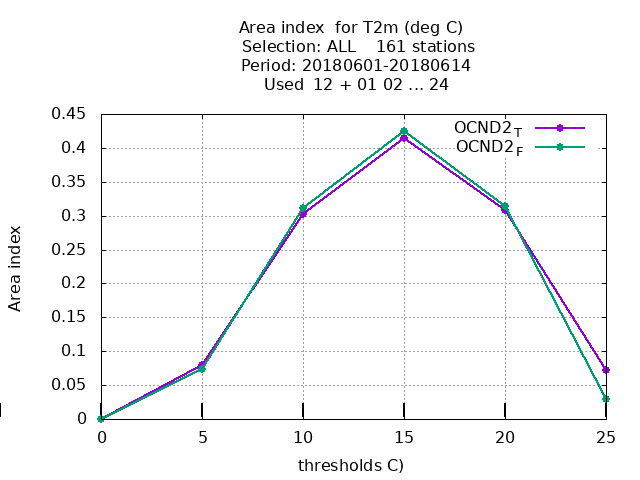 Area index  for T2m (deg C)
Selection: ALL    161 stations
Period: 20180601-20180614
Used  12 + 01 02 ... 24
OCND2T
OCND2F
0.45
0.4
0.35
0.3
0.25
0.2
0.15
0.1
0.05
0
Area index
0 5 10 15 20 25
thresholds C)